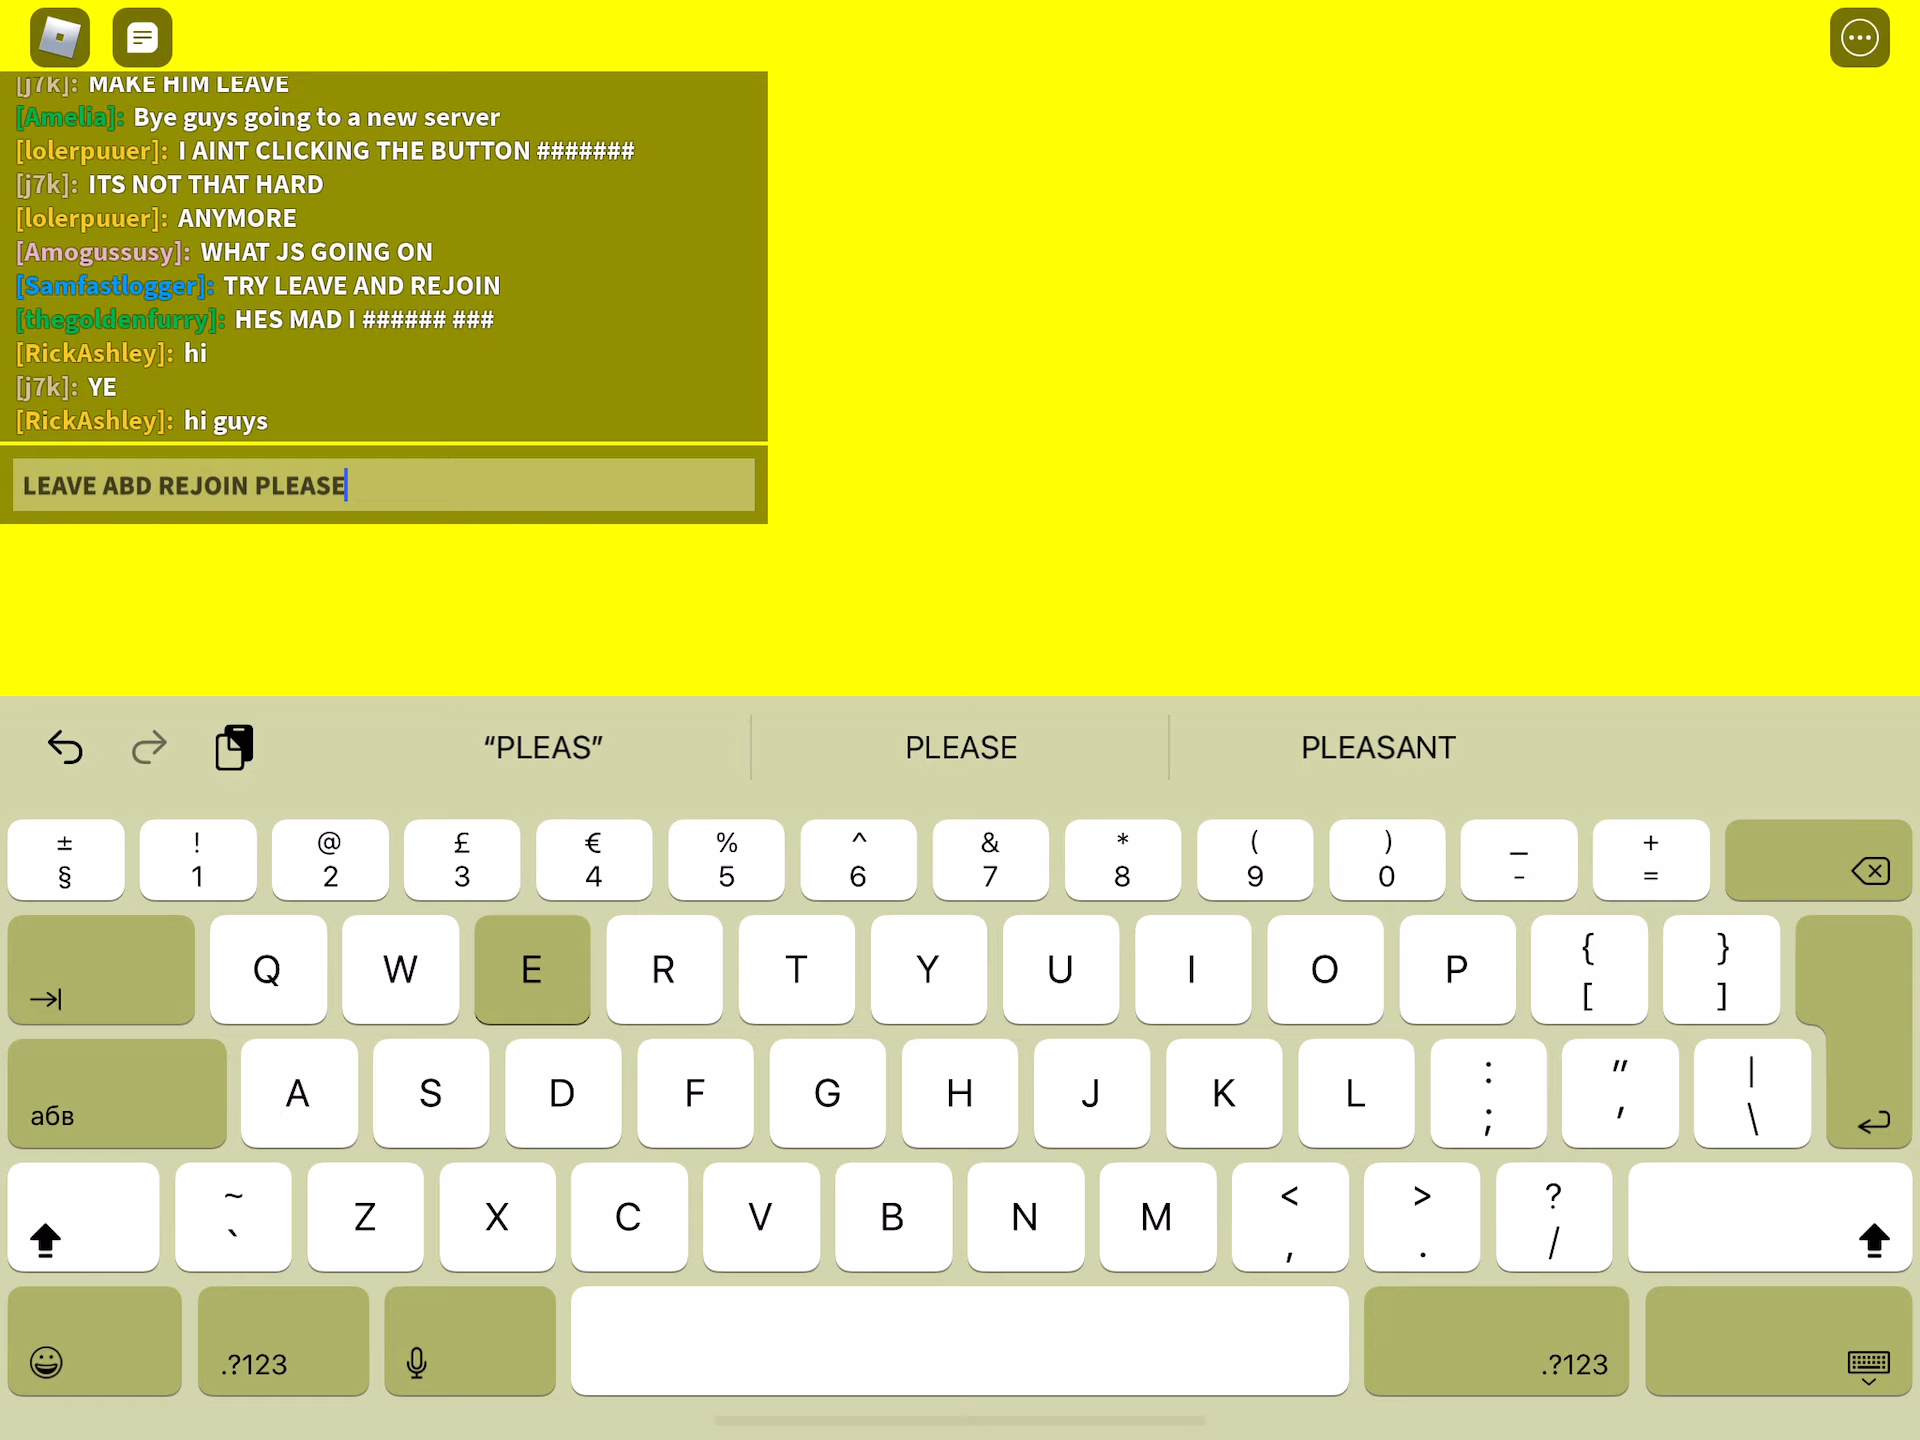 [j7k]: MAKE HIM LEAVE
[Amelia]: Bye guys going to a new server
[lolerpuuer]: I AINT CLICKING THE BUTTON #######
[j7k]: ITS NOT THAT HARD
[lolerpuuer]: ANYMORE
[Amogussusy]: WHAT JS GOING ON
[Samfastlogger]: TRY LEAVE AND REJOIN
[thegoldenfurry]: HES MAD I ###### ###
[RickAshley]: hi
[j7k]: YE
[RickAshley]: hi guys
LEAVE ABD REJOIN PLEASE
“PLEAS” PLEASE PLEASANT
± ! @ £ € % ^ & * ( ) _ +
§ 1 2 3 4 5 6 7 8 9 0 - =
Q W E R T Y U I O P { }
[ ]
A S D F G H J K L : " |
абв ; ' \
~ Z X C V B N M < > ?
` , . /
.?123 .?123